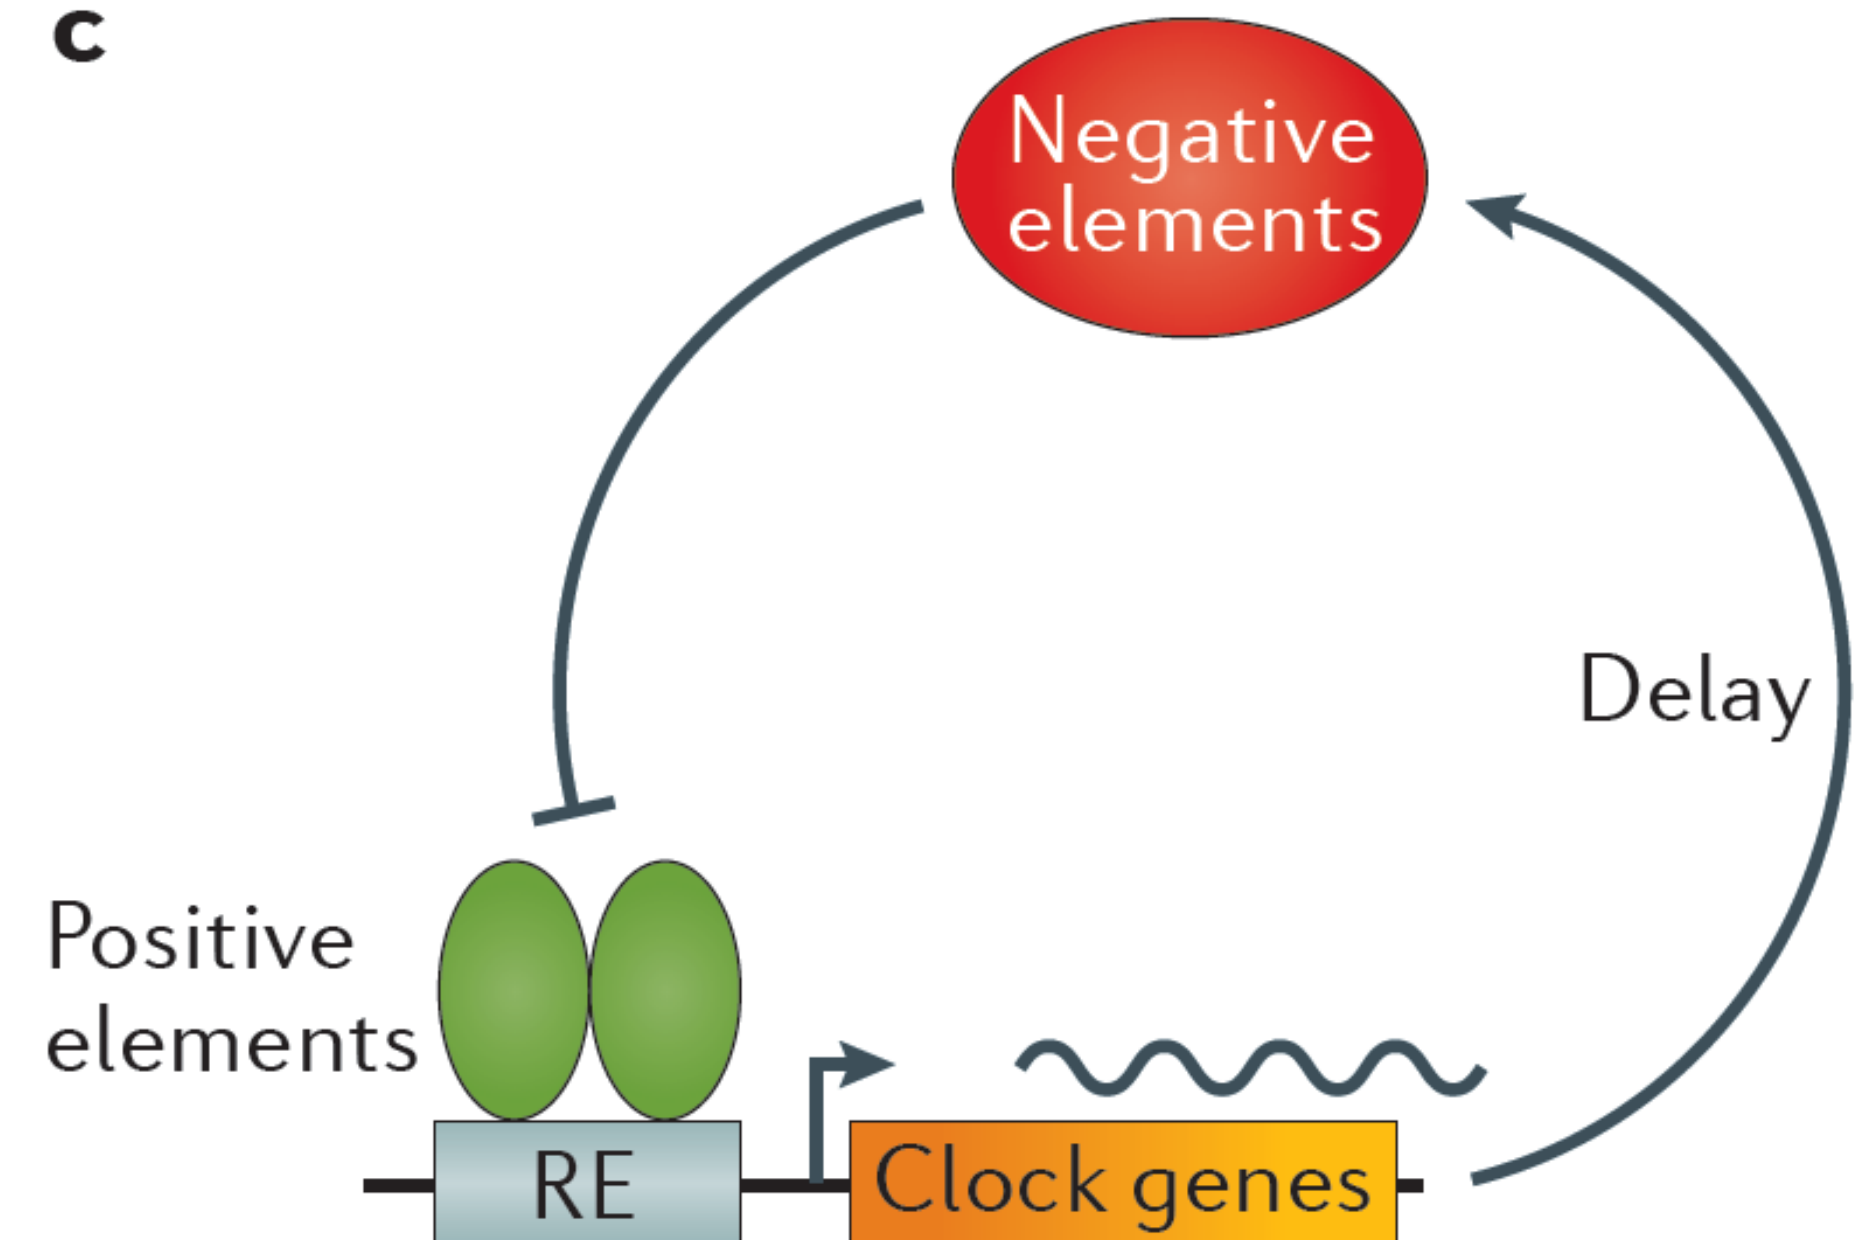 c
Negative
elements
Delay
Positive
elements
RE
Clock genes